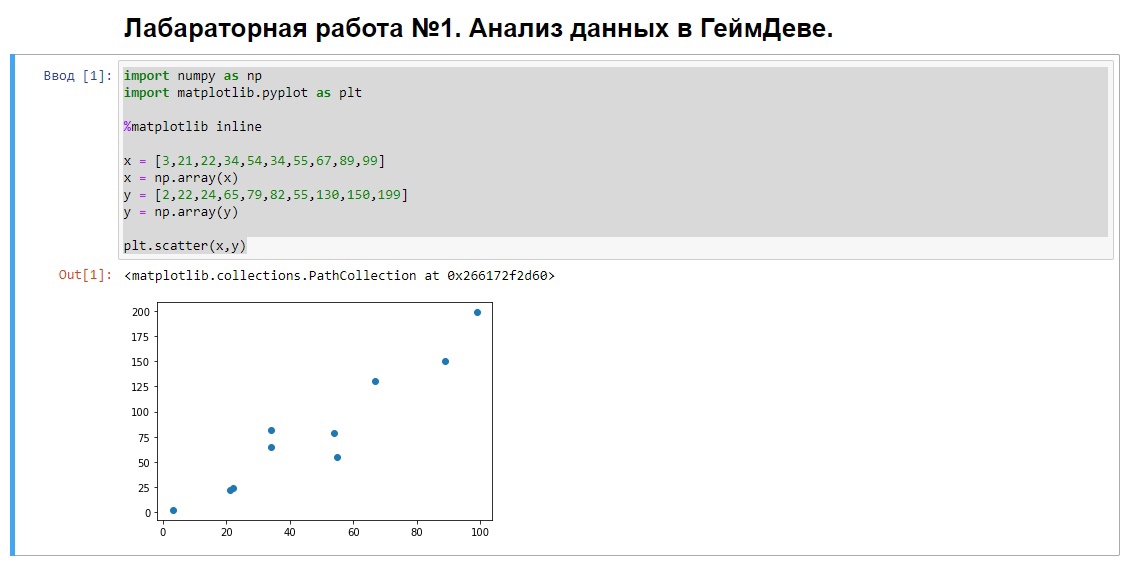 Лабараторная работа №1. Анализ данных в ГеймДеве.
Ввод [1]:
import numpy as np
import matplotlib.pyplot as plt
%matplotlib inline
x = [3,21,22,34,54,34,55,67,89,99]
x = np.array(x)
y = [2,22,24,65,79,82,55,130,150,199]
y = np.array(y)
plt.scatter(x,y)
Out[1]: <matplotlib.collections.PathCollection at 0x266172f2d60>
200
175
150
125
100
75
50
25
0
0 20 40 60 80 100